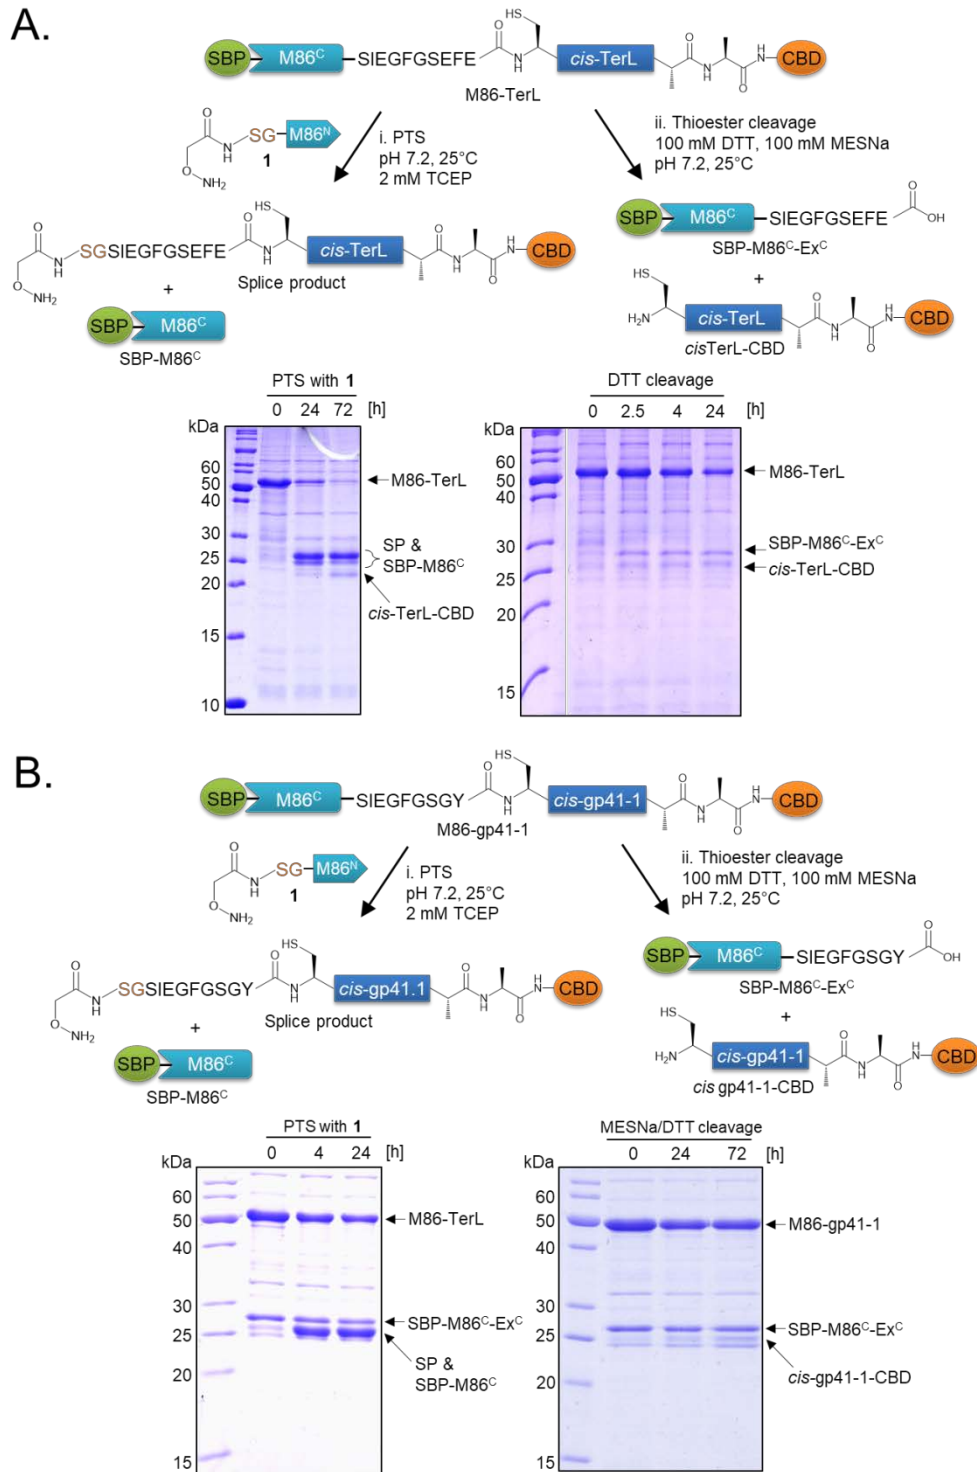 A.
SBP M86C SIEGFGSEFE O N H HS cis-TerL O N H O NH CBD
M86-TerL
O O NH2 N H SG M86N
1
i. PTS
pH 7.2, 25°C
2 mM TCEP
ii. Thioester cleavage
100 mM DTT, 100 mM MESNa
pH 7.2, 25°C
O O NH2 N H SGSIEGFGSEFE O N H HS cis-TerL O N H O NH CBD
Splice product
+
SBP M86C
SBP-M86C
SBP M86C SIEGFGSEFE O OH
SBP-M86C-ExC
+
HS H2N cis-TerL O N H O NH CBD
cisTerL-CBD
PTS with 1
0 24 72 [h]
kDa
60
50
40
30
25
20
15
10
M86-TerL
SP &
SBP-M86C
cis-TerL-CBD
DTT cleavage
0 2.5 4 24 [h]
kDa
60
50
40
30
25
20
15
M86-TerL
SBP-M86C-ExC
cis-TerL-CBD
B.
SBP M86C SIEGFGSGY O N H HS cis-gp41-1 O N H O NH CBD
M86-gp41-1
O O NH2 N H SG M86N
1
i. PTS
pH 7.2, 25°C
2 mM TCEP
ii. Thioester cleavage
100 mM DTT, 100 mM MESNa
pH 7.2, 25°C
O O NH2 N H SGSIEGFGSGY O N H HS cis-gp41.1 O N H O NH CBD
Splice product
+
SBP M86C
SBP-M86C
SBP M86C SIEGFGSGY O OH
SBP-M86C-ExC
+
HS H2N cis-gp41-1 O N H O NH CBD
cis gp41-1-CBD
PTS with 1
0 4 24 [h]
kDa
60
50
40
30
25
20
15
M86-TerL
SBP-M86C-ExC
SP &
SBP-M86C
MESNa/DTT cleavage
0 24 72 [h]
kDa
60
50
40
30
25
20
15
M86-gp41-1
SBP-M86C-ExC
cis-gp41-1-CBD